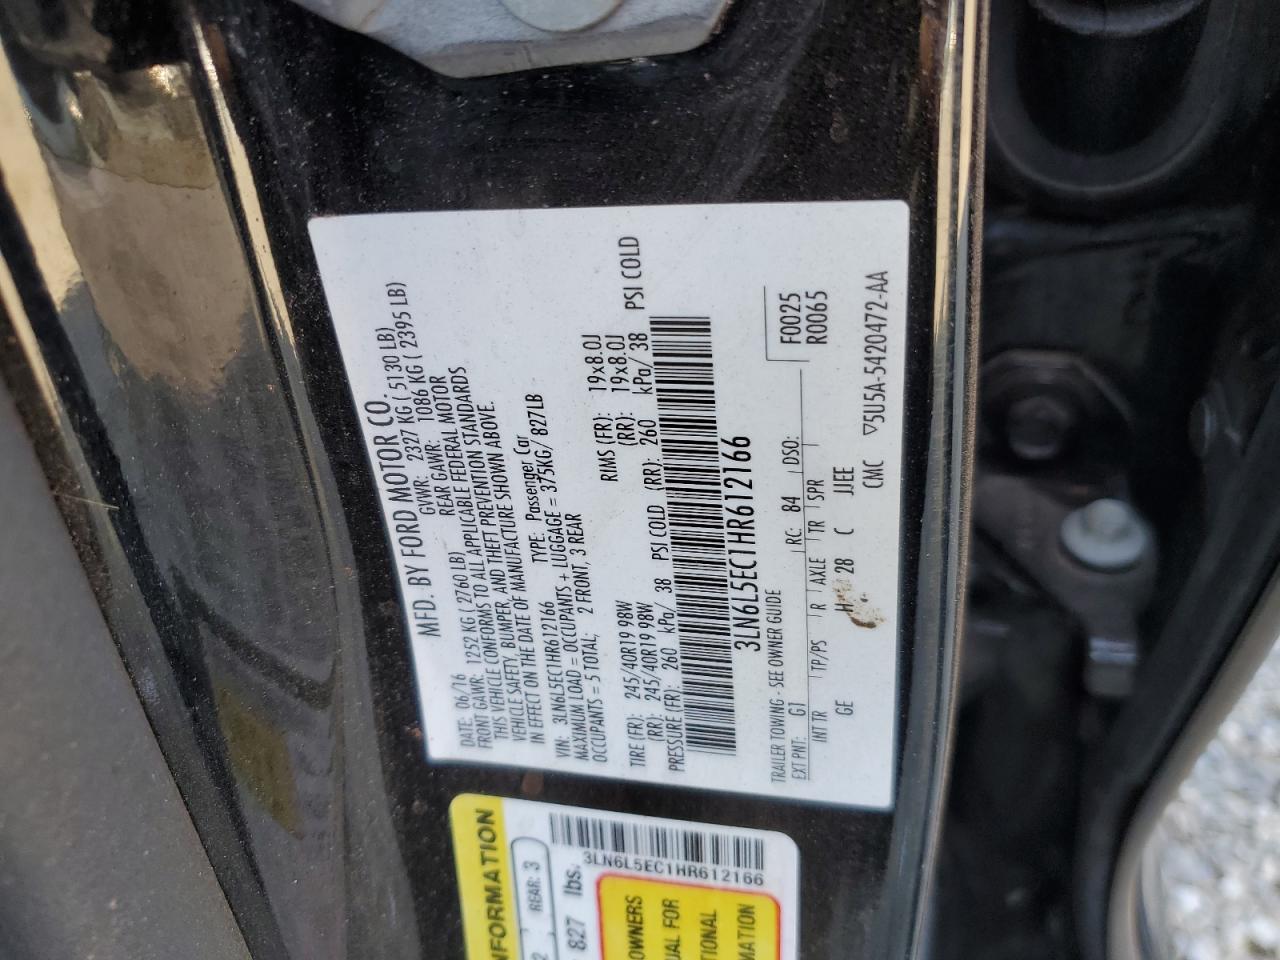 MFD. BY FORD MOTOR CO.
DATE: 06/16 GVWR: 2327 KG ( 5130 LB)
FRONT GAWR: 1252 KG ( 2760 LB) REAR GAWR: 1086 KG ( 2395 LB)
THIS VEHICLE CONFORMS TO ALL APPLICABLE FEDERAL MOTOR
VEHICLE SAFETY, BUMPER, AND THEFT PREVENTION STANDARDS
IN EFFECT ON THE DATE OF MANUFACTURE SHOWN ABOVE.
VIN: 3LN6L5EC1HR612166 TYPE: Passenger Car
MAXIMUM LOAD = OCCUPANTS + LUGGAGE = 375KG/ 827LB
OCCUPANTS = 5 TOTAL; 2 FRONT, 3 REAR
TIRE (FR): 245/40R19 98W RIMS (FR): 19x8.0J
(RR): 245/40R19 98W (RR): 19x8.0J
PRESSURE (FR): 260 kPa/ 38 PSI COLD (RR): 260 kPa/ 38 PSI COLD
3LN6L5EC1HR612166
TRAILER TOWING - SEE OWNER GUIDE F0025
EXT PNT: G1 RC: 84 DSO: R0065
INT TR TP/PS R AXLE TR SPR
GE H 28 C JJEE
CMC ▽5U5A-5420472-AA
NFORMATION
2 REAR: 3
827 lbs.
3LN6L5EC1HR612166
OWNERS
UAL FOR
TIONAL
MATION